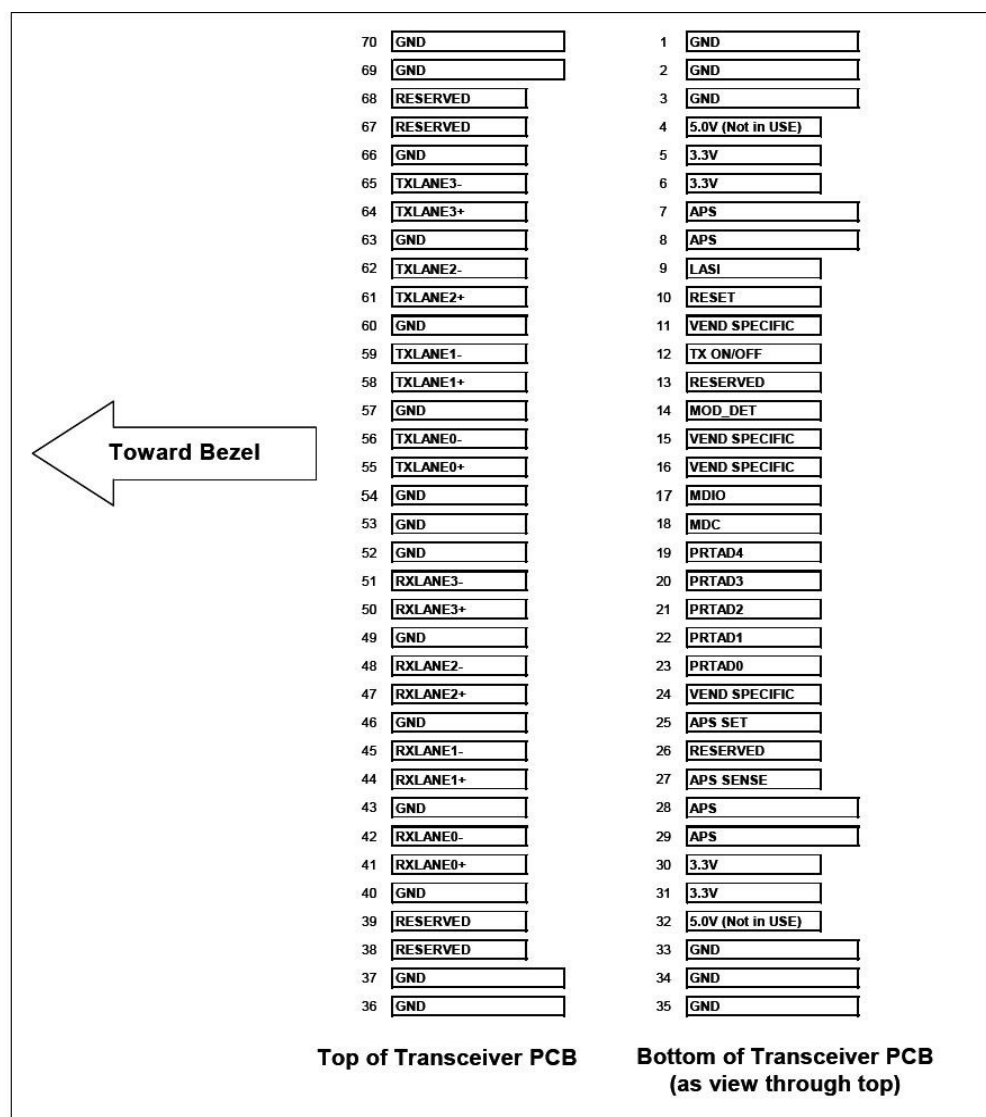 70 GND 1 GND
69 GND 2 GND
68 RESERVED 3 GND
67 RESERVED 4 5.0V (Not in USE)
66 GND 5 3.3V
65 TXLANE3- 6 3.3V
64 TXLANE3+ 7 APS
63 GND 8 APS
62 TXLANE2- 9 LASI
61 TXLANE2+ 10 RESET
60 GND 11 VEND SPECIFIC
59 TXLANE1- 12 TX ON/OFF
58 TXLANE1+ 13 RESERVED
57 GND 14 MOD_DET
56 TXLANE0- 15 VEND SPECIFIC
Toward Bezel
55 TXLANE0+ 16 VEND SPECIFIC
54 GND 17 MDIO
53 GND 18 MDC
52 GND 19 PRTAD4
51 RXLANE3- 20 PRTAD3
50 RXLANE3+ 21 PRTAD2
49 GND 22 PRTAD1
48 RXLANE2- 23 PRTAD0
47 RXLANE2+ 24 VEND SPECIFIC
46 GND 25 APS SET
45 RXLANE1- 26 RESERVED
44 RXLANE1+ 27 APS SENSE
43 GND 28 APS
42 RXLANE0- 29 APS
41 RXLANE0+ 30 3.3V
40 GND 31 3.3V
39 RESERVED 32 5.0V (Not in USE)
38 RESERVED 33 GND
37 GND 34 GND
36 GND 35 GND
Top of Transceiver PCB
Bottom of Transceiver PCB
(as view through top)